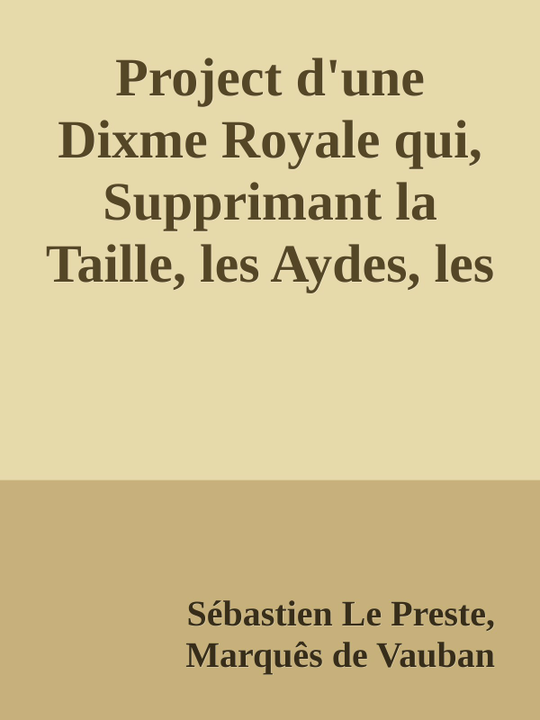 Project d'une
Dixme Royale qui,
Supprimant la
Taille, les Aydes, les
Sébastien Le Preste,
Marquês de Vauban